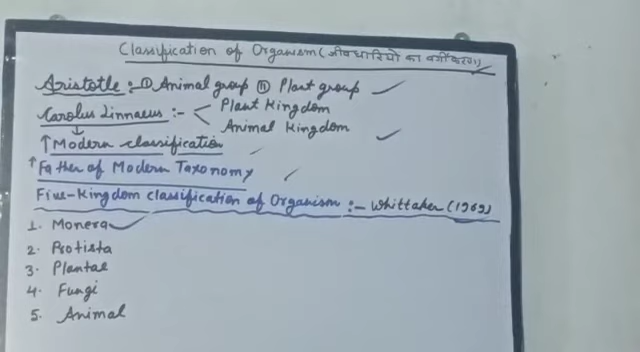 Classification of Organism (जीवधारियों का वर्गीकरण)
Aristotle :- ① Animal group ② Plant group
Carolus Linnaeus :- < Plant Kingdom
Animal Kingdom
↑ Modern classification
↑ Father of Modern Taxonomy
Five-Kingdom classification of Organism :- Whittaker (1969)
1. Monera
2. Protista
3. Plantae
4. Fungi
5. Animal